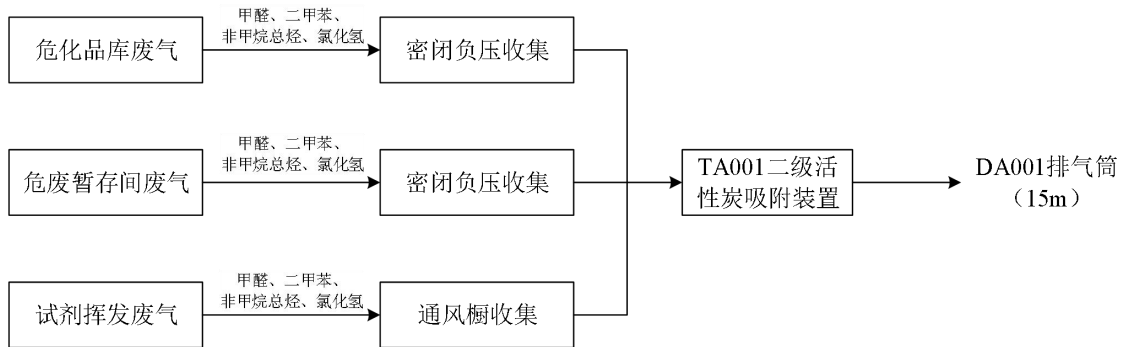 危化品库废气
甲醛、二甲苯、
非甲烷总烃、氯化氢
密闭负压收集
危废暂存间废气
甲醛、二甲苯、
非甲烷总烃、氯化氢
密闭负压收集
TA001二级活
性炭吸附装置
DA001排气筒
（15m）
试剂挥发废气
甲醛、二甲苯、
非甲烷总烃、氯化氢
通风橱收集